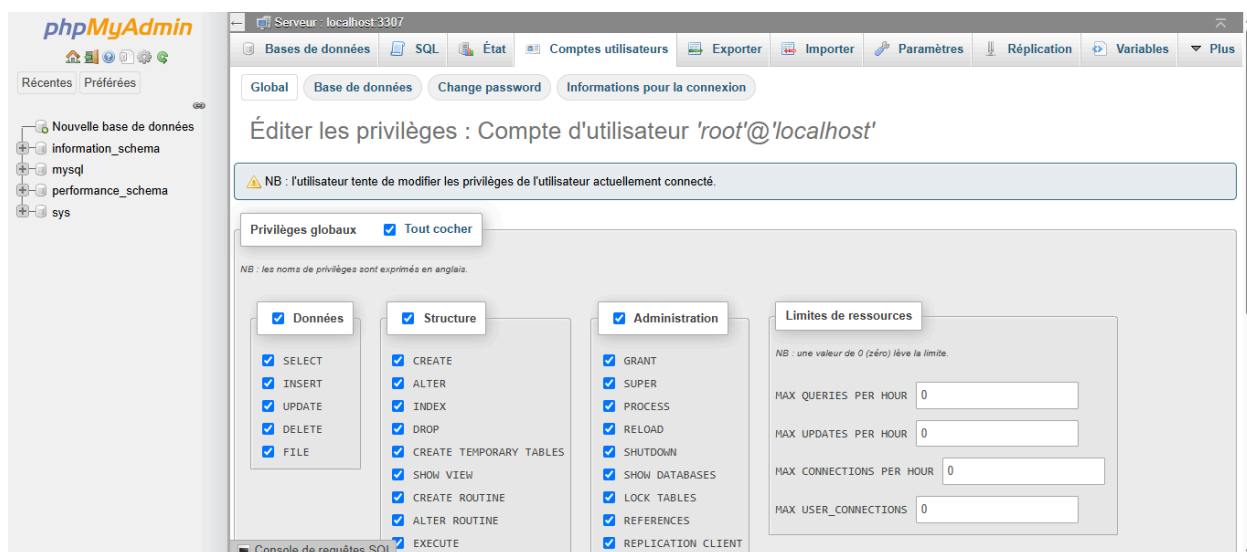 phpMyAdmin
Récentes Préférées
Nouvelle base de données
information_schema
mysql
performance_schema
sys
Serveur : localhost:3307
Bases de données SQL État Comptes utilisateurs Exporter Importer Paramètres Réplication Variables Plus
Global Base de données Change password Informations pour la connexion
Éditer les privilèges : Compte d'utilisateur 'root'@'localhost'
NB : l'utilisateur tente de modifier les privilèges de l'utilisateur actuellement connecté.
Privilèges globaux Tout cocher
NB : les noms de privilèges sont exprimés en anglais.
Données
SELECT
INSERT
UPDATE
DELETE
FILE
Structure
CREATE
ALTER
INDEX
DROP
CREATE TEMPORARY TABLES
SHOW VIEW
CREATE ROUTINE
ALTER ROUTINE
EXECUTE
Administration
GRANT
SUPER
PROCESS
RELOAD
SHUTDOWN
SHOW DATABASES
LOCK TABLES
REFERENCES
REPLICATION CLIENT
Limites de ressources
NB : une valeur de 0 (zéro) lève la limite.
MAX QUERIES PER HOUR 0
MAX UPDATES PER HOUR 0
MAX CONNECTIONS PER HOUR 0
MAX USER_CONNECTIONS 0
Console de requêtes SQL